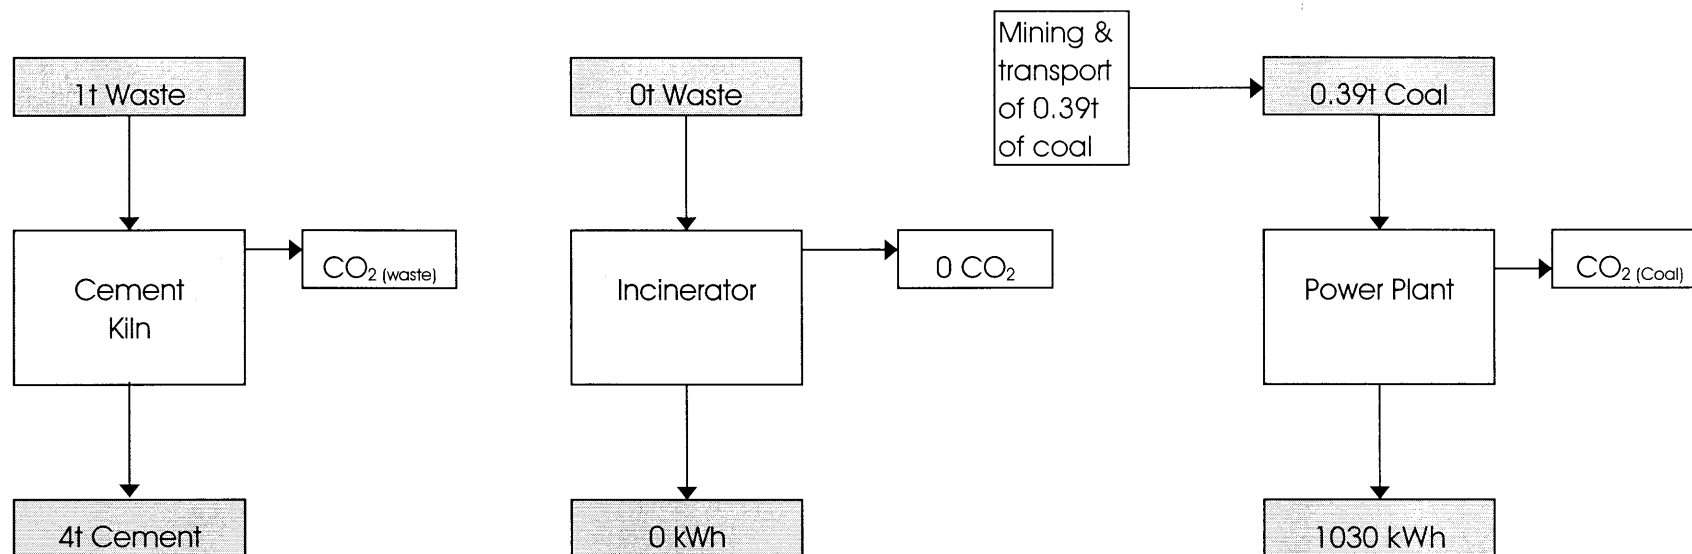 1t Waste
Cement
Kiln
CO₂ (waste)
4t Cement
0t Waste
Incinerator
0 CO₂
0 kWh
Mining &
transport
of 0.39t
of coal
0.39t Coal
Power Plant
CO₂ (Coal)
1030 kWh